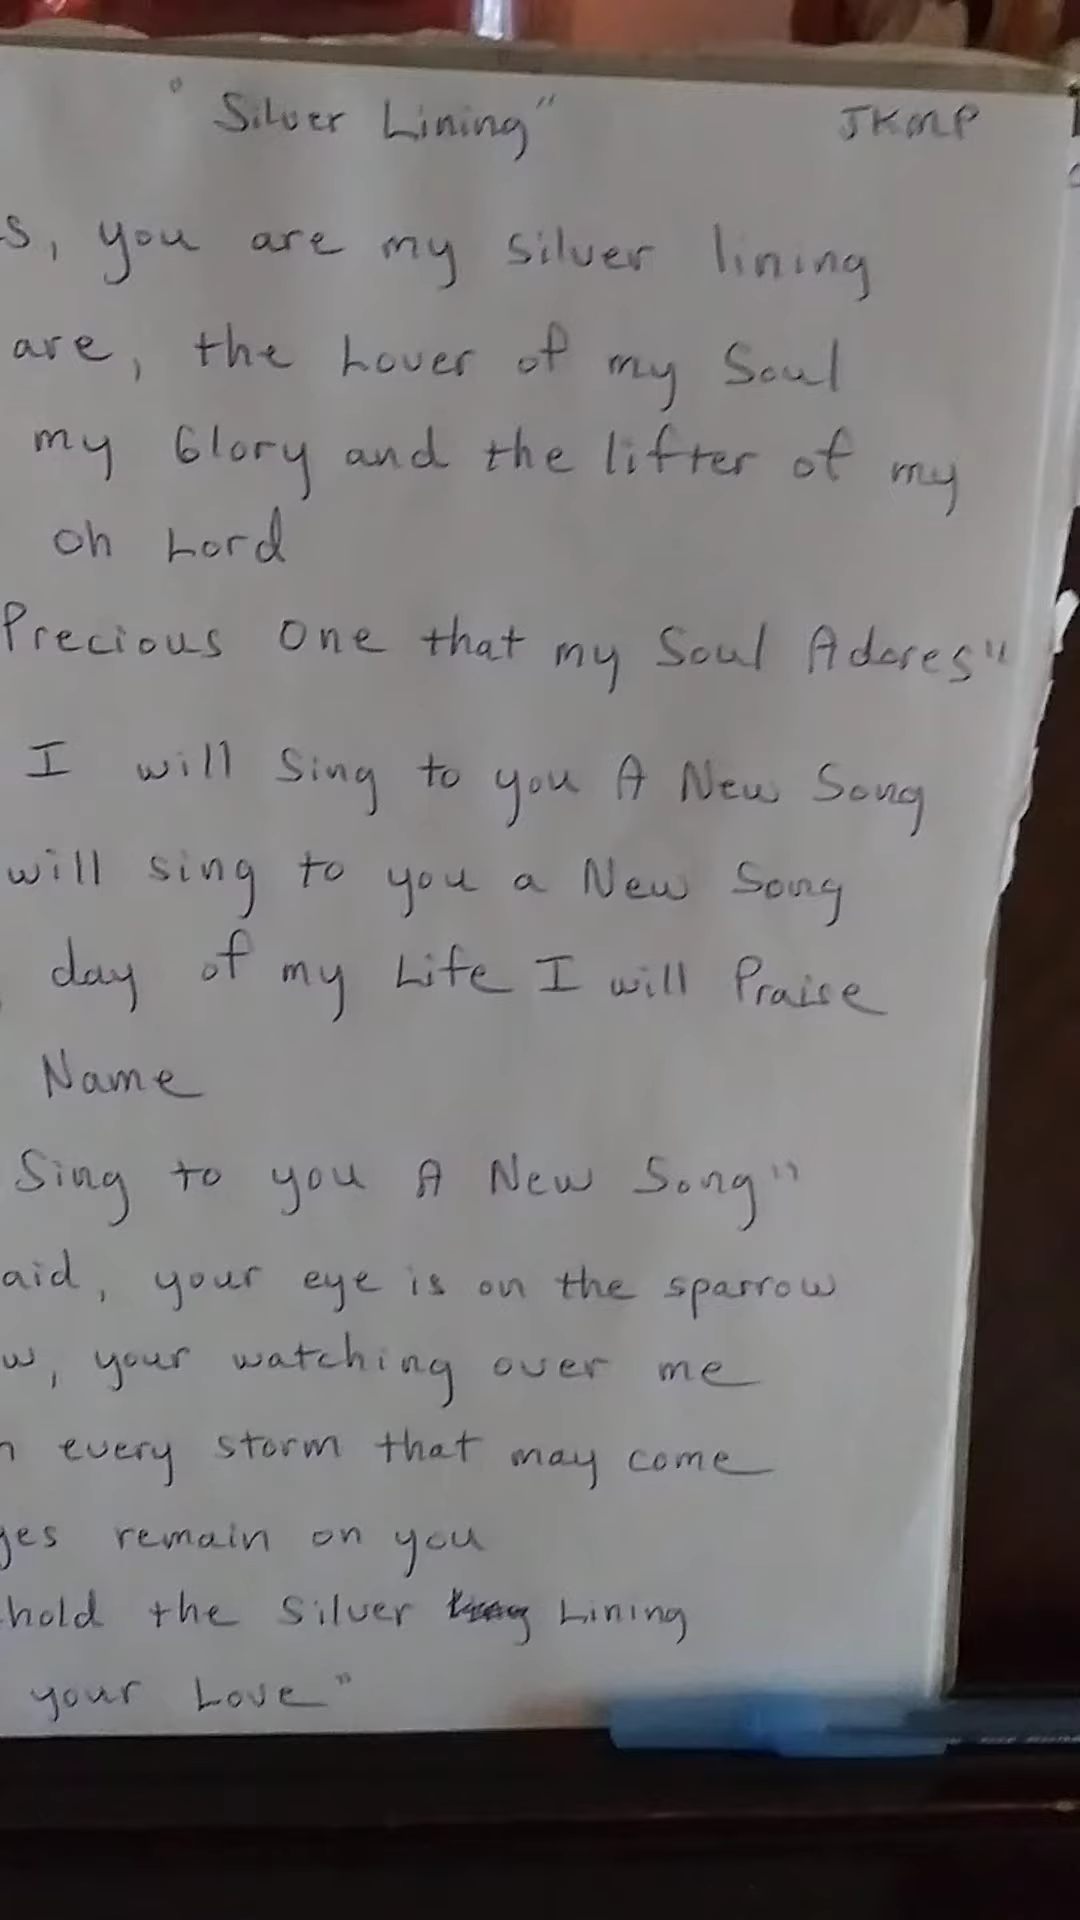 "Silver Lining" JKMP
s, you are my silver lining
are, the Lover of my Soul
my Glory and the lifter of my
oh Lord
Precious One that my Soul Adores"
I will Sing to you A New Song
will sing to you a New Song
day of my Life I will Praise
Name
Sing to you A New Song"
aid, your eye is on the sparrow
w, your watching over me
n every storm that may come
yes remain on you
hold the Silver Lining
your Love"